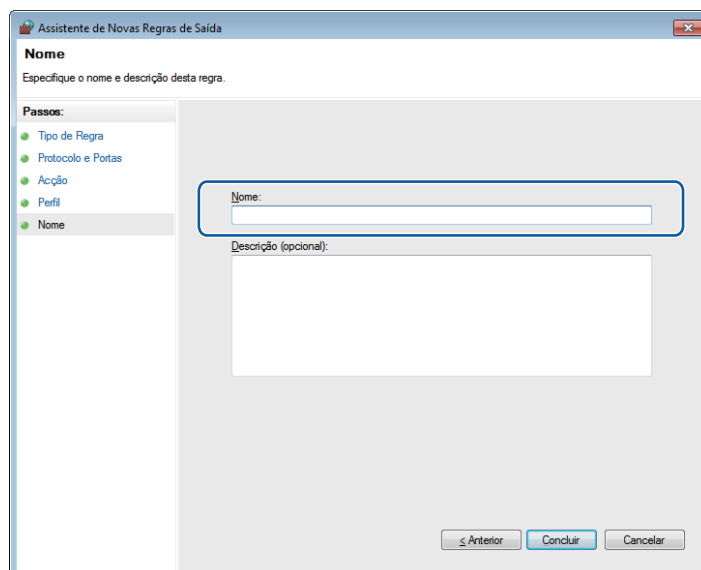 Assistente de Novas Regras de Saída
Nome
Especifique o nome e descrição desta regra.
Passos:
Tipo de Regra
Protocolo e Portas
Acção
Perfil
Nome
Nome:
Descrição (opcional):
< Anterior
Concluir
Cancelar